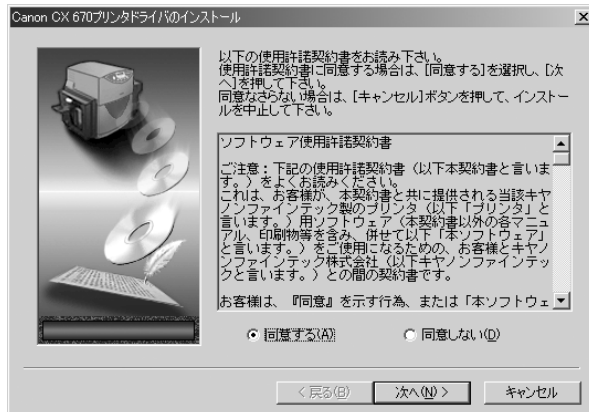 Canon CX 670プリンタドライバのインストール
以下の使用許諾契約書をお読み下さい。
使用許諾契約書に同意する場合は、[同意する]を選択し、[次
へ]を押して下さい。
同意なさらない場合は、[キャンセル]ボタンを押して、インストー
ルを中止して下さい。
ソフトウェア使用許諾契約書
ご注意：下記の使用許諾契約書（以下本契約書と言いま
す。）をよくお読みください。
これは、お客様が、本契約書と共に提供される当該キヤ
ノンファインテック製のプリンタ（以下「プリンタ」と
言います。）用ソフトウェア（本契約書以外の各マニュ
アル、印刷物等を含み、併せて以下「本ソフトウェア」
と言います。）をご使用になるための、お客様とキヤノ
ンファインテック株式会社（以下キヤノンファインテッ
クと言います。）との間の契約書です。
お客様は、『同意』を示す行為、または「本ソフトウェ
同意する(A)
同意しない(D)
< 戻る(B)
次へ(N) >
キャンセル